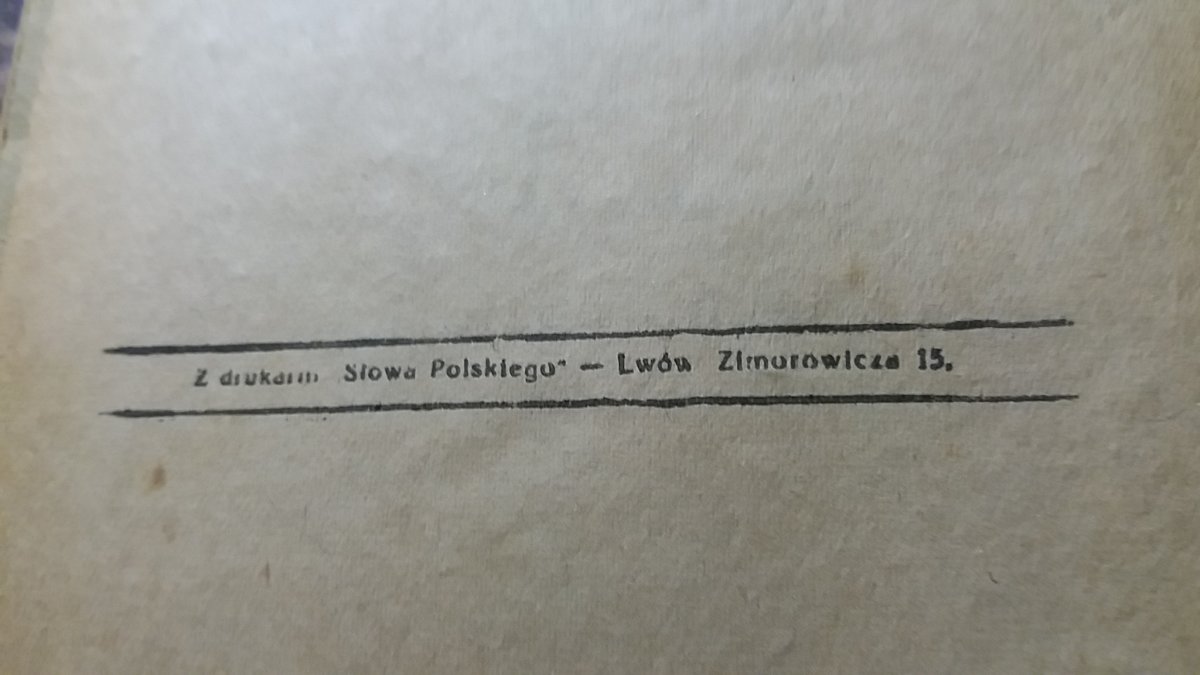 Z drukarni Słowa Polskiego" — Lwów Zimorowicza 15.